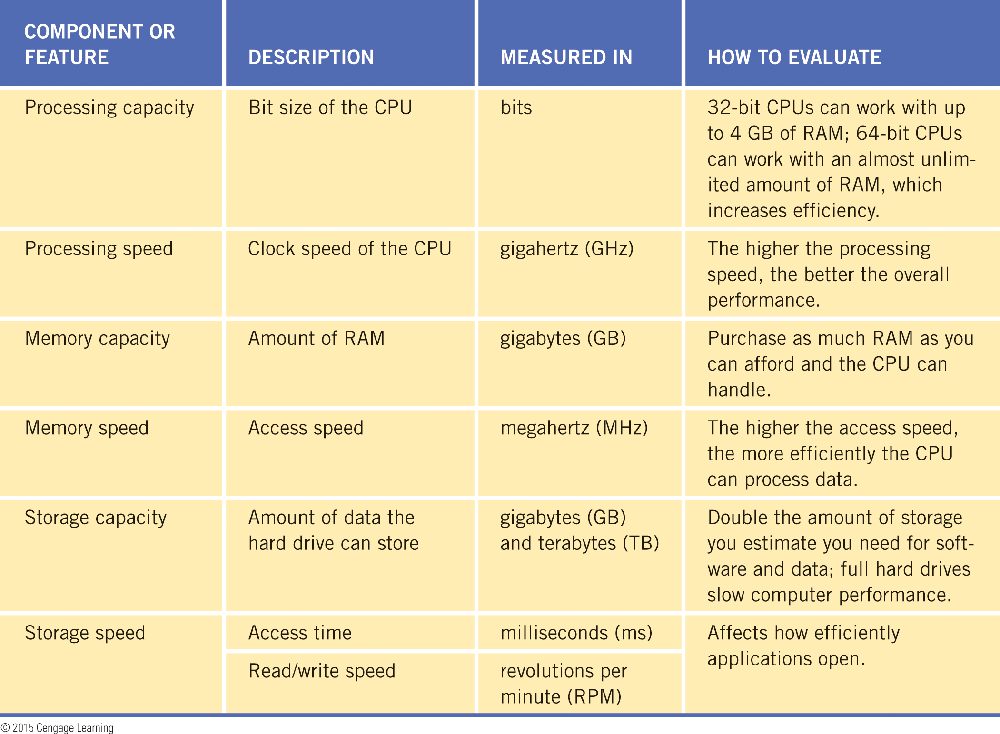 COMPONENT OR
FEATURE
DESCRIPTION
MEASURED IN
HOW TO EVALUATE
Processing capacity
Bit size of the CPU
bits
32-bit CPUs can work with up
to 4 GB of RAM; 64-bit CPUs
can work with an almost unlim-
ited amount of RAM, which
increases efficiency.
Processing speed
Clock speed of the CPU
gigahertz (GHz)
The higher the processing
speed, the better the overall
performance.
Memory capacity
Amount of RAM
gigabytes (GB)
Purchase as much RAM as you
can afford and the CPU can
handle.
Memory speed
Access speed
megahertz (MHz)
The higher the access speed,
the more efficiently the CPU
can process data.
Storage capacity
Amount of data the
hard drive can store
gigabytes (GB)
and terabytes (TB)
Double the amount of storage
you estimate you need for soft-
ware and data; full hard drives
slow computer performance.
Storage speed
Access time
milliseconds (ms)
Affects how efficiently
applications open.
Read/write speed
revolutions per
minute (RPM)
© 2015 Cengage Learning